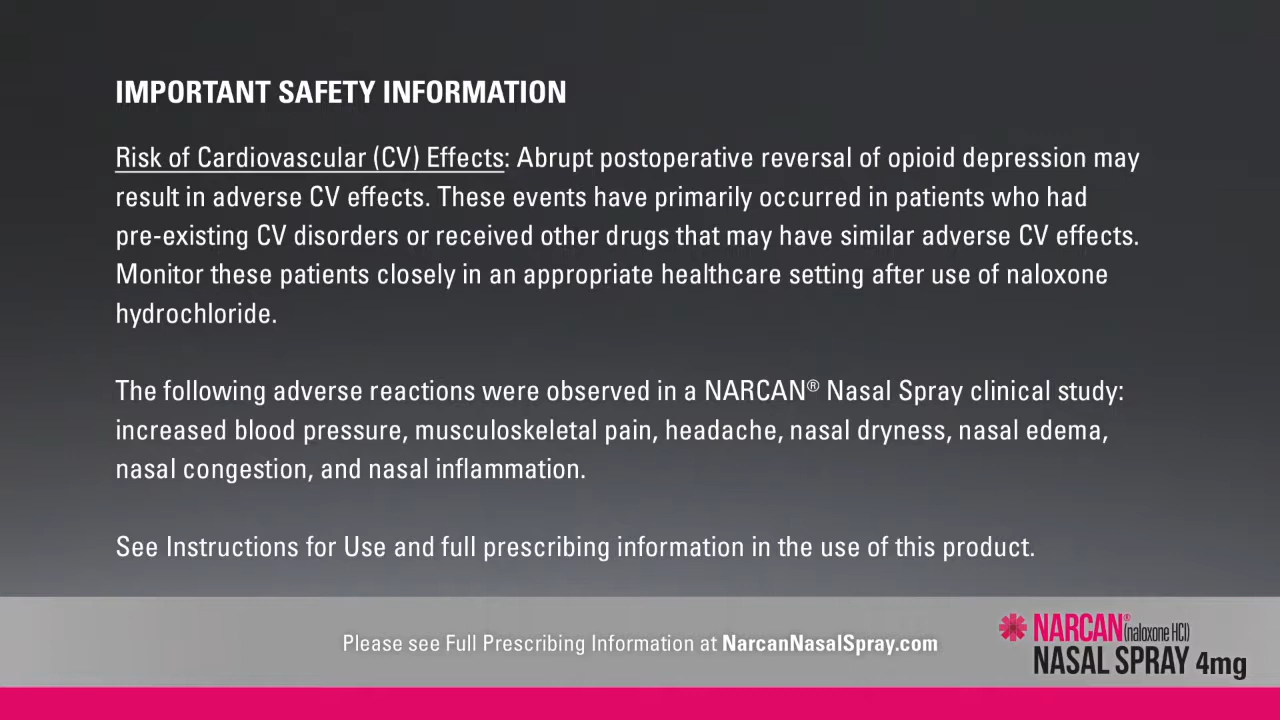 IMPORTANT SAFETY INFORMATION
Risk of Cardiovascular (CV) Effects: Abrupt postoperative reversal of opioid depression may
result in adverse CV effects. These events have primarily occurred in patients who had
pre-existing CV disorders or received other drugs that may have similar adverse CV effects.
Monitor these patients closely in an appropriate healthcare setting after use of naloxone
hydrochloride.
The following adverse reactions were observed in a NARCAN® Nasal Spray clinical study:
increased blood pressure, musculoskeletal pain, headache, nasal dryness, nasal edema,
nasal congestion, and nasal inflammation.
See Instructions for Use and full prescribing information in the use of this product.
Please see Full Prescribing Information at NarcanNasalSpray.com
NARCAN® (naloxone HCl)
NASAL SPRAY 4mg